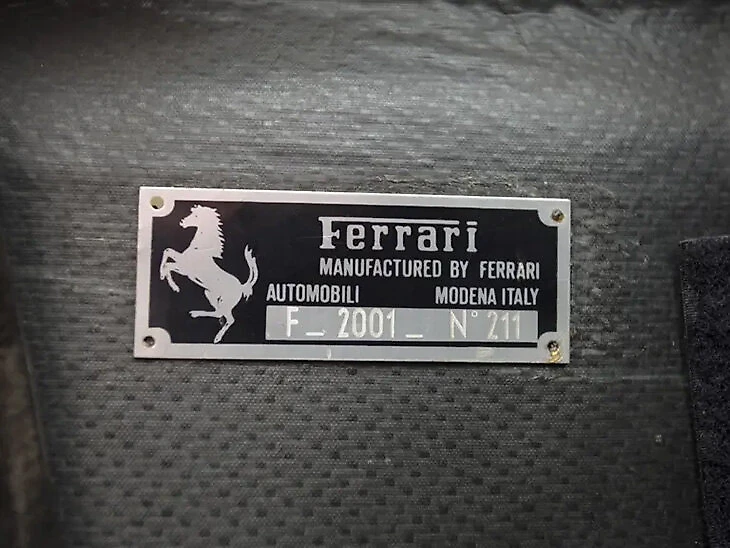 Ferrari
MANUFACTURED BY FERRARI
AUTOMOBILI MODENA ITALY
F_ 2001_ N° 211